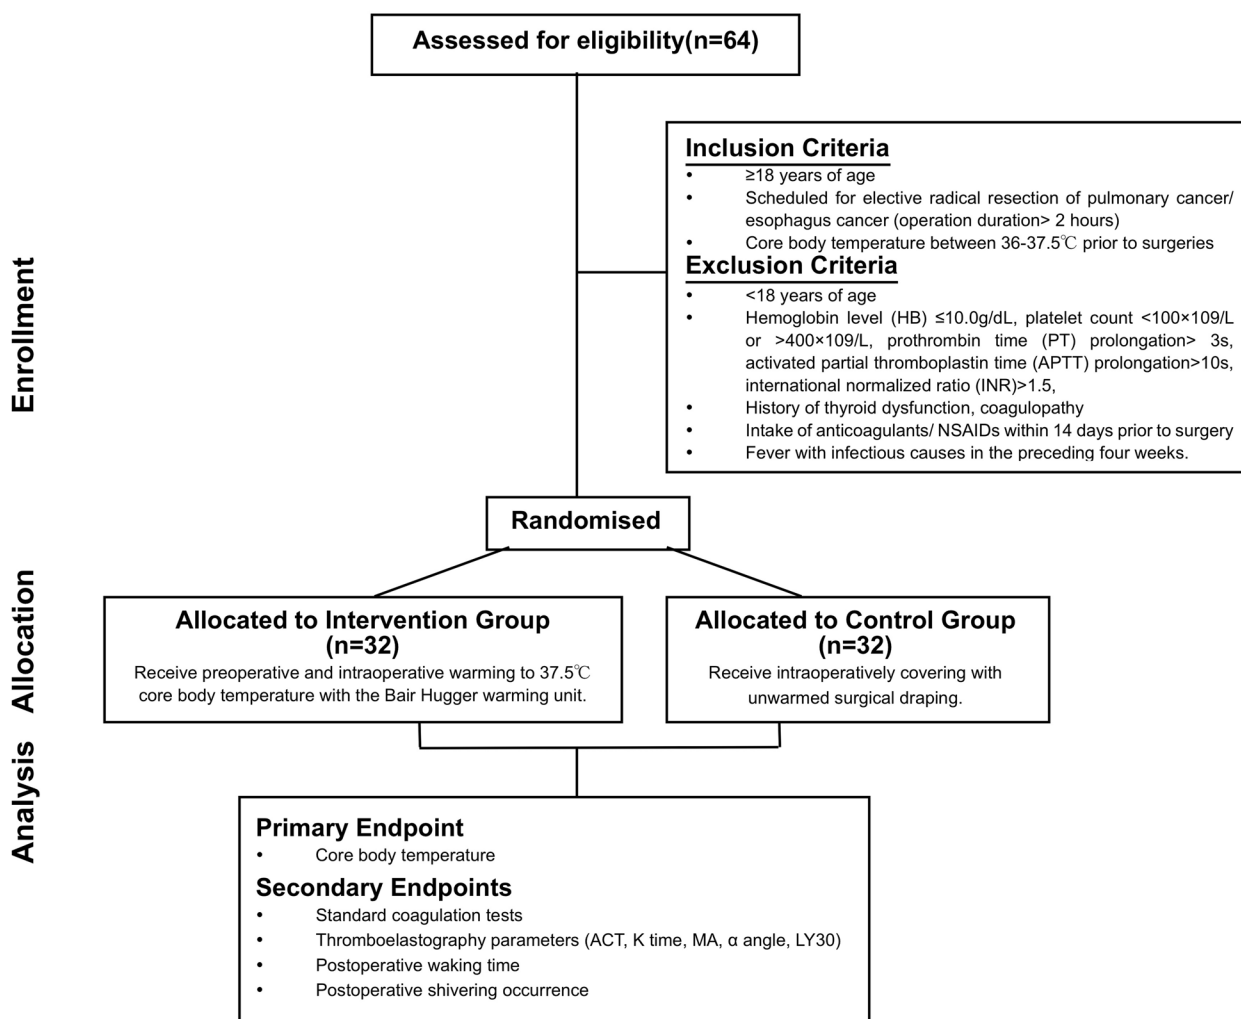 Assessed for eligibility(n=64)
Inclusion Criteria
• ≥18 years of age
• Scheduled for elective radical resection of pulmonary cancer/
esophagus cancer (operation duration> 2 hours)
• Core body temperature between 36-37.5℃ prior to surgeries
Exclusion Criteria
• <18 years of age
• Hemoglobin level (HB) ≤10.0g/dL, platelet count <100×109/L
or >400×109/L, prothrombin time (PT) prolongation> 3s,
activated partial thromboplastin time (APTT) prolongation>10s,
international normalized ratio (INR)>1.5,
• History of thyroid dysfunction, coagulopathy
• Intake of anticoagulants/ NSAIDs within 14 days prior to surgery
• Fever with infectious causes in the preceding four weeks.
Enrollment
Randomised
Allocation
Allocated to Intervention Group
(n=32)
Receive preoperative and intraoperative warming to 37.5℃
core body temperature with the Bair Hugger warming unit.
Allocated to Control Group
(n=32)
Receive intraoperatively covering with
unwarmed surgical draping.
Analysis
Primary Endpoint
• Core body temperature
Secondary Endpoints
• Standard coagulation tests
• Thromboelastography parameters (ACT, K time, MA, α angle, LY30)
• Postoperative waking time
• Postoperative shivering occurrence